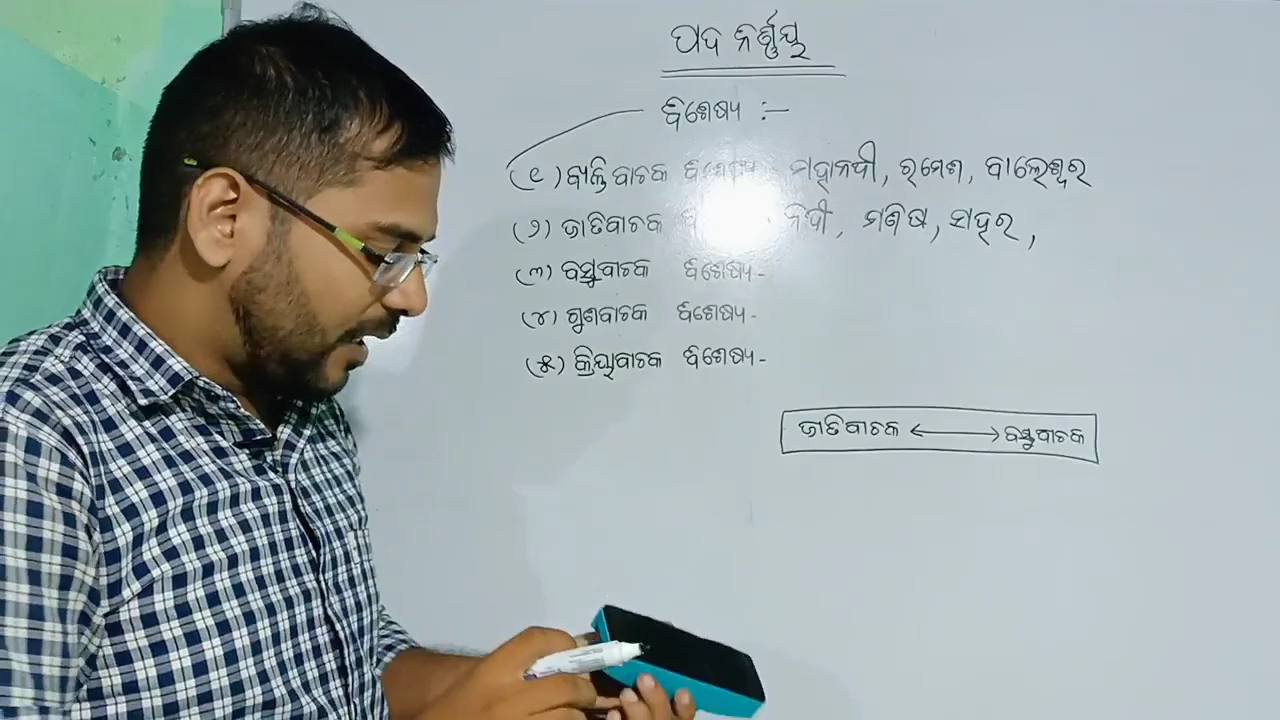 ପଦ ନିର୍ଣ୍ଣୟ
ବିଶେଷ୍ୟ :-
(୧) ବ୍ୟକ୍ତିବାଚକ ବିଶେଷ୍ୟ - ମହାନଦୀ, ରମେଶ, ବାଲେଶ୍ୱର
(୨) ଜାତିବାଚକ ନଦୀ, ମଣିଷ, ସହର,
(୩) ବସ୍ତୁବାଚକ ବିଶେଷ୍ୟ-
(୪) ଗୁଣବାଚକ ବିଶେଷ୍ୟ-
(୫) କ୍ରିୟାବାଚକ ବିଶେଷ୍ୟ-
ଜାତିବାଚକ ⟷ ବସ୍ତୁବାଚକ